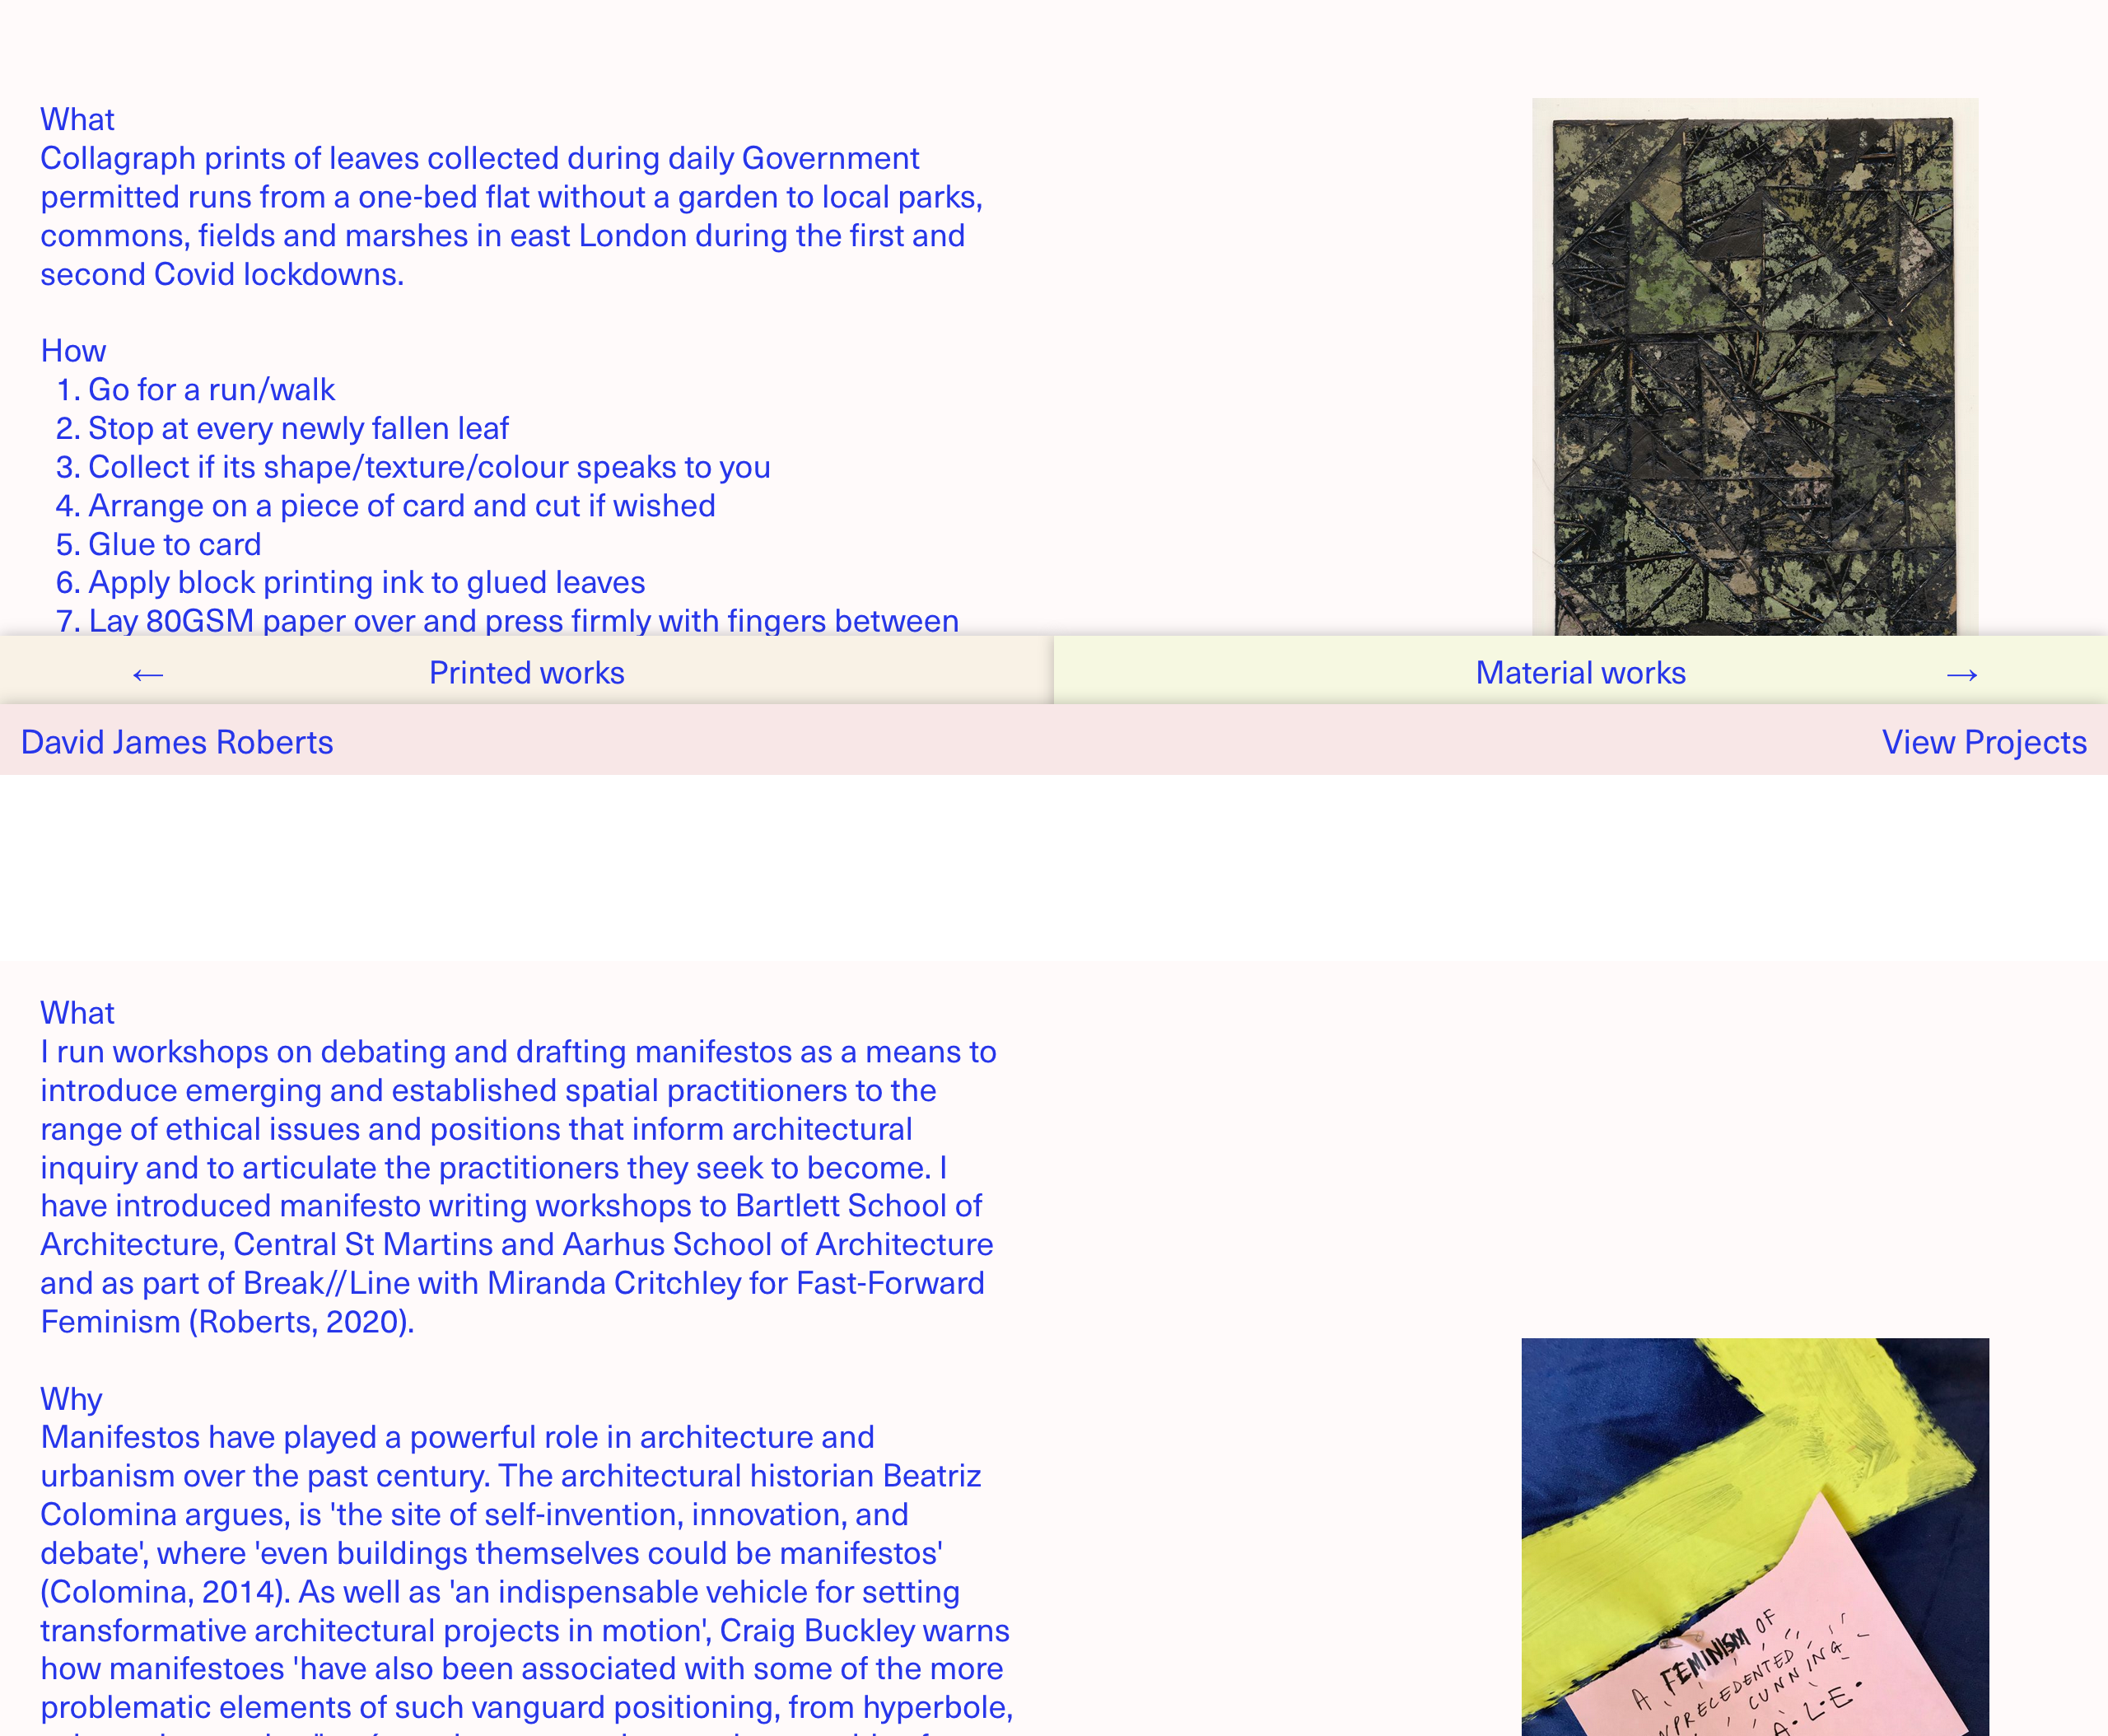 What
Collagraph prints of leaves collected during daily Government
permitted runs from a one-bed flat without a garden to local parks,
commons, fields and marshes in east London during the first and
second Covid lockdowns.
How
1. Go for a run/walk
2. Stop at every newly fallen leaf
3. Collect if its shape/texture/colour speaks to you
4. Arrange on a piece of card and cut if wished
5. Glue to card
6. Apply block printing ink to glued leaves
7. Lay 80GSM paper over and press firmly with fingers between
← Printed works
Material works →
David James Roberts
View Projects
What
I run workshops on debating and drafting manifestos as a means to
introduce emerging and established spatial practitioners to the
range of ethical issues and positions that inform architectural
inquiry and to articulate the practitioners they seek to become. I
have introduced manifesto writing workshops to Bartlett School of
Architecture, Central St Martins and Aarhus School of Architecture
and as part of Break//Line with Miranda Critchley for Fast-Forward
Feminism (Roberts, 2020).
Why
Manifestos have played a powerful role in architecture and
urbanism over the past century. The architectural historian Beatriz
Colomina argues, is 'the site of self-invention, innovation, and
debate', where 'even buildings themselves could be manifestos'
(Colomina, 2014). As well as 'an indispensable vehicle for setting
transformative architectural projects in motion', Craig Buckley warns
how manifestoes 'have also been associated with some of the more
problematic elements of such vanguard positioning, from hyperbole,
A FEMINISM OF
PRECEDENTED
CUNNING
A.L.E.